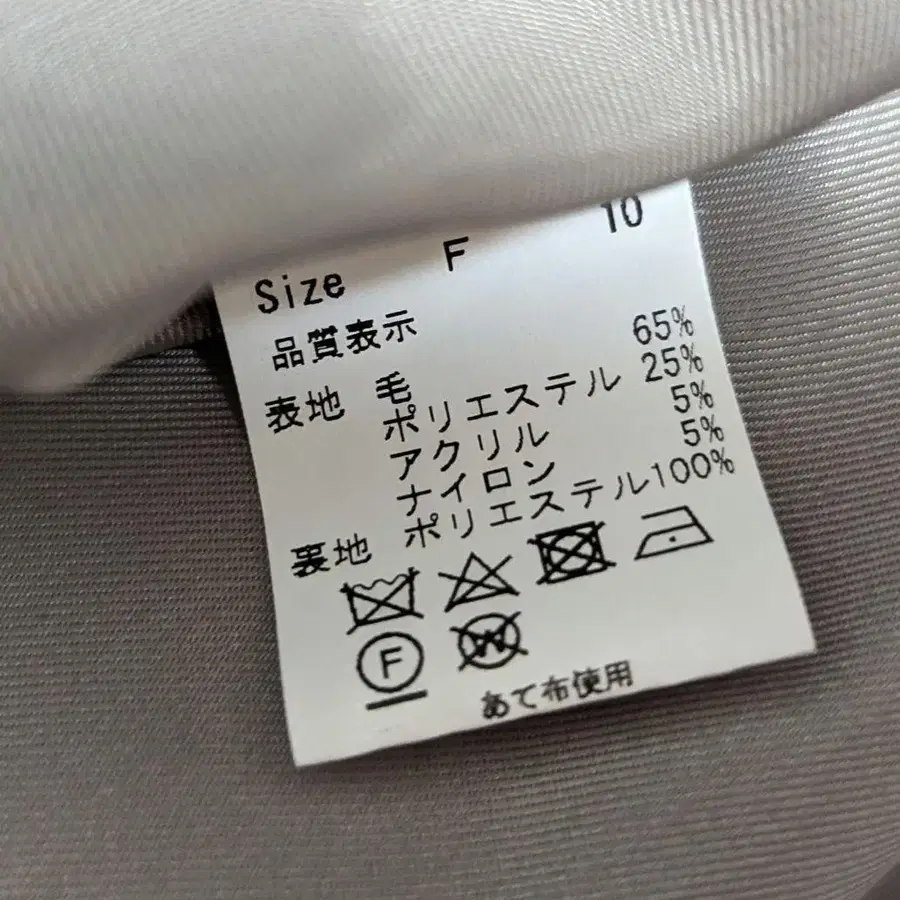 10
Size F
品質表示
表地 毛 65%
ポリエステル 25%
アクリル 5%
ナイロン 5%
裏地 ポリエステル100%
F W
あて布使用